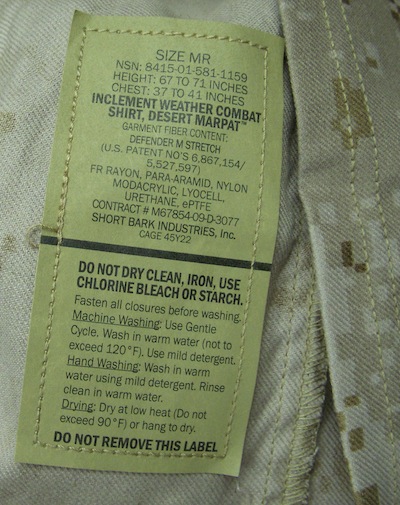 SIZE MR
NSN: 8415-01-581-1159
HEIGHT: 67 TO 71 INCHES
CHEST: 37 TO 41 INCHES
INCLEMENT WEATHER COMBAT
SHIRT, DESERT MARPAT™
GARMENT FIBER CONTENT:
DEFENDER M STRETCH
(U.S. PATENT NO'S 6,867,154/
5,527,597)
FR RAYON, PARA-ARAMID, NYLON
MODACRYLIC, LYOCELL,
URETHANE, ePTFE
CONTRACT # M67854-09-D-3077
SHORT BARK INDUSTRIES, Inc.
CAGE 45Y22
DO NOT DRY CLEAN, IRON, USE
CHLORINE BLEACH OR STARCH.
Fasten all closures before washing.
Machine Washing: Use Gentle
Cycle. Wash in warm water (not to
exceed 120°F). Use mild detergent.
Hand Washing: Wash in warm
water using mild detergent. Rinse
clean in warm water.
Drying: Dry at low heat (Do not
exceed 90°F) or hang to dry.
DO NOT REMOVE THIS LABEL